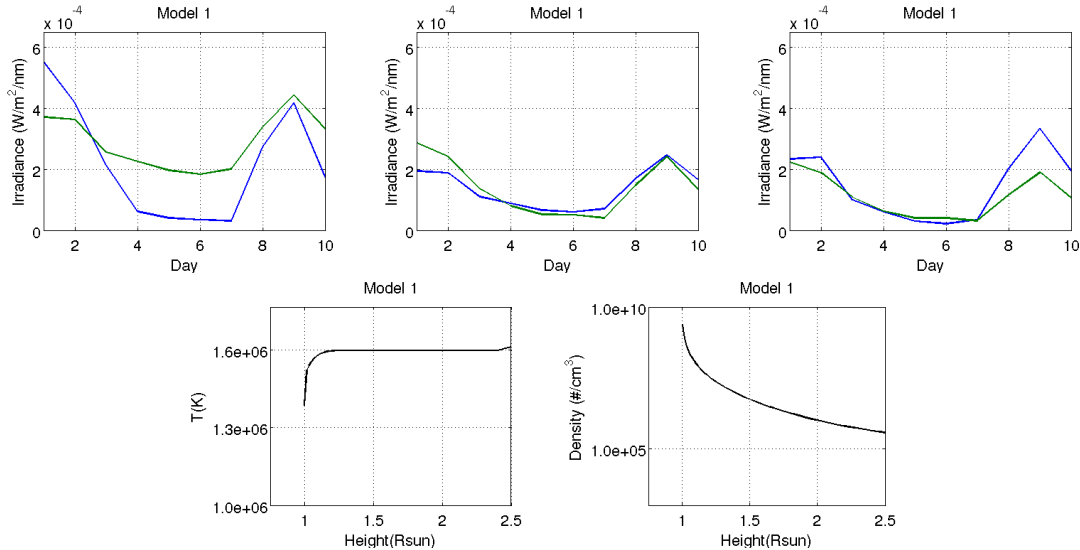 Model 1
x 10^-4
Irradiance (W/m^2/nm)
6
4
2
0
2 4 6 8 10
Day
Model 1
x 10^-4
Irradiance (W/m^2/nm)
6
4
2
0
2 4 6 8 10
Day
Model 1
x 10^-4
Irradiance (W/m^2/nm)
6
4
2
0
2 4 6 8 10
Day
Model 1
T(K)
1.6e+06
1.3e+06
1.0e+06
1 1.5 2 2.5
Height(Rsun)
Model 1
Density (#/cm^3)
1.0e+10
1.0e+05
1 1.5 2 2.5
Height(Rsun)